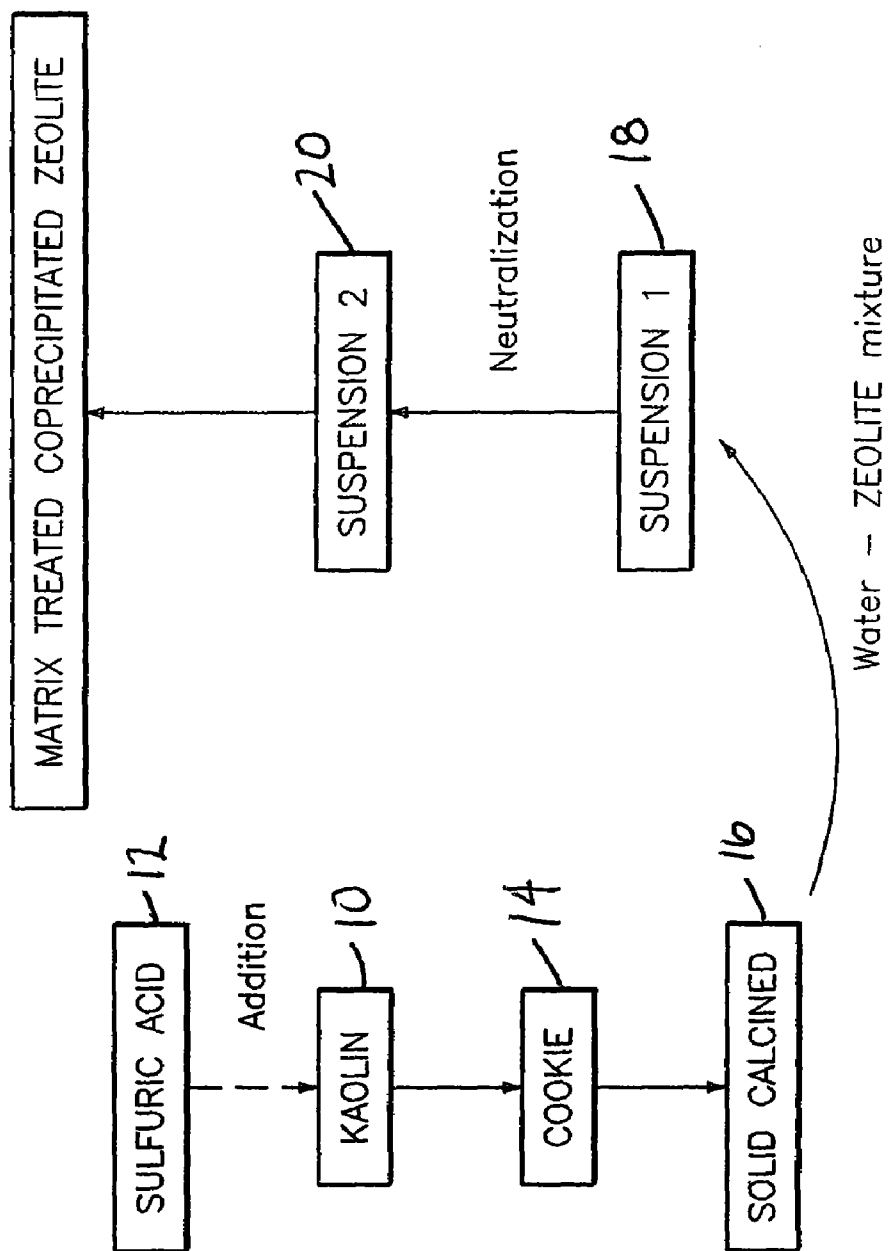 SULFURIC ACID
12
Addition
KAOLIN
10
COOKIE
14
SOLID CALCINED
16
Water – ZEOLITE mixture
SUSPENSION 1
18
Neutralization
SUSPENSION 2
20
MATRIX TREATED COPRECIPITATED ZEOLITE